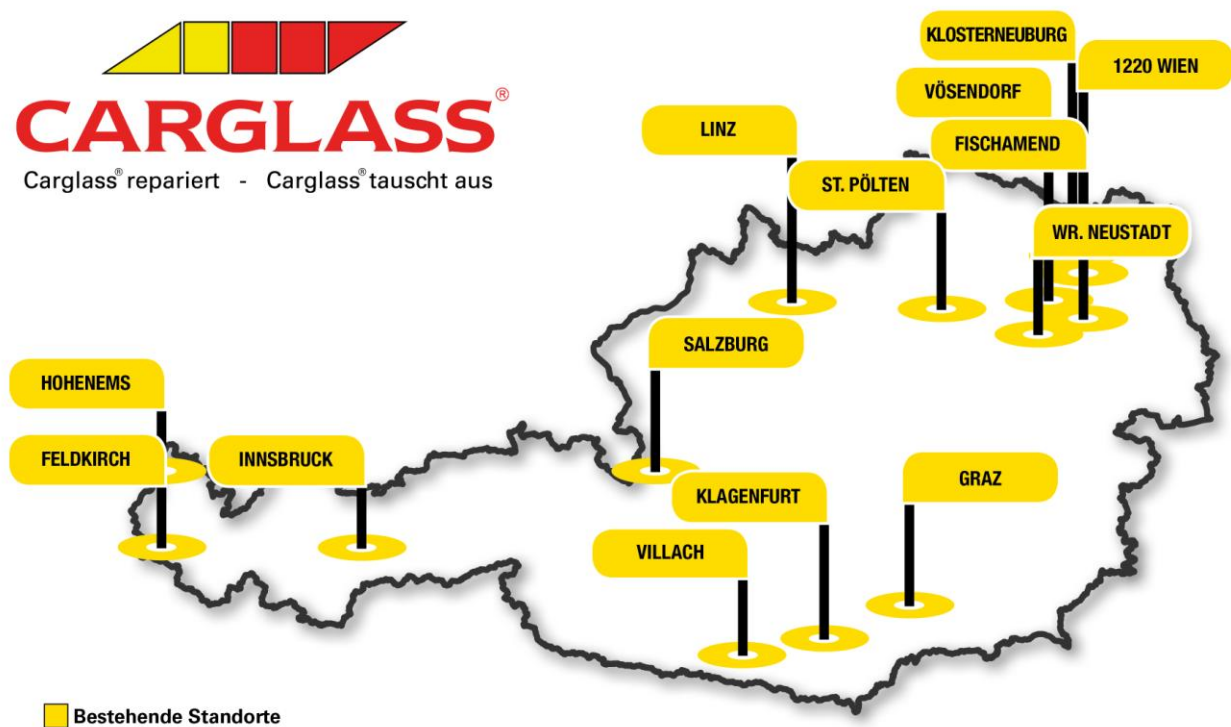 CARGLASS®
Carglass® repariert - Carglass® tauscht aus
KLOSTERNEUBURG
1220 WIEN
VÖSENDORF
LINZ
FISCHAMEND
ST. PÖLTEN
WR. NEUSTADT
SALZBURG
HOHENEMS
FELDKIRCH
INNSBRUCK
KLAGENFURT
GRAZ
VILLACH
Bestehende Standorte